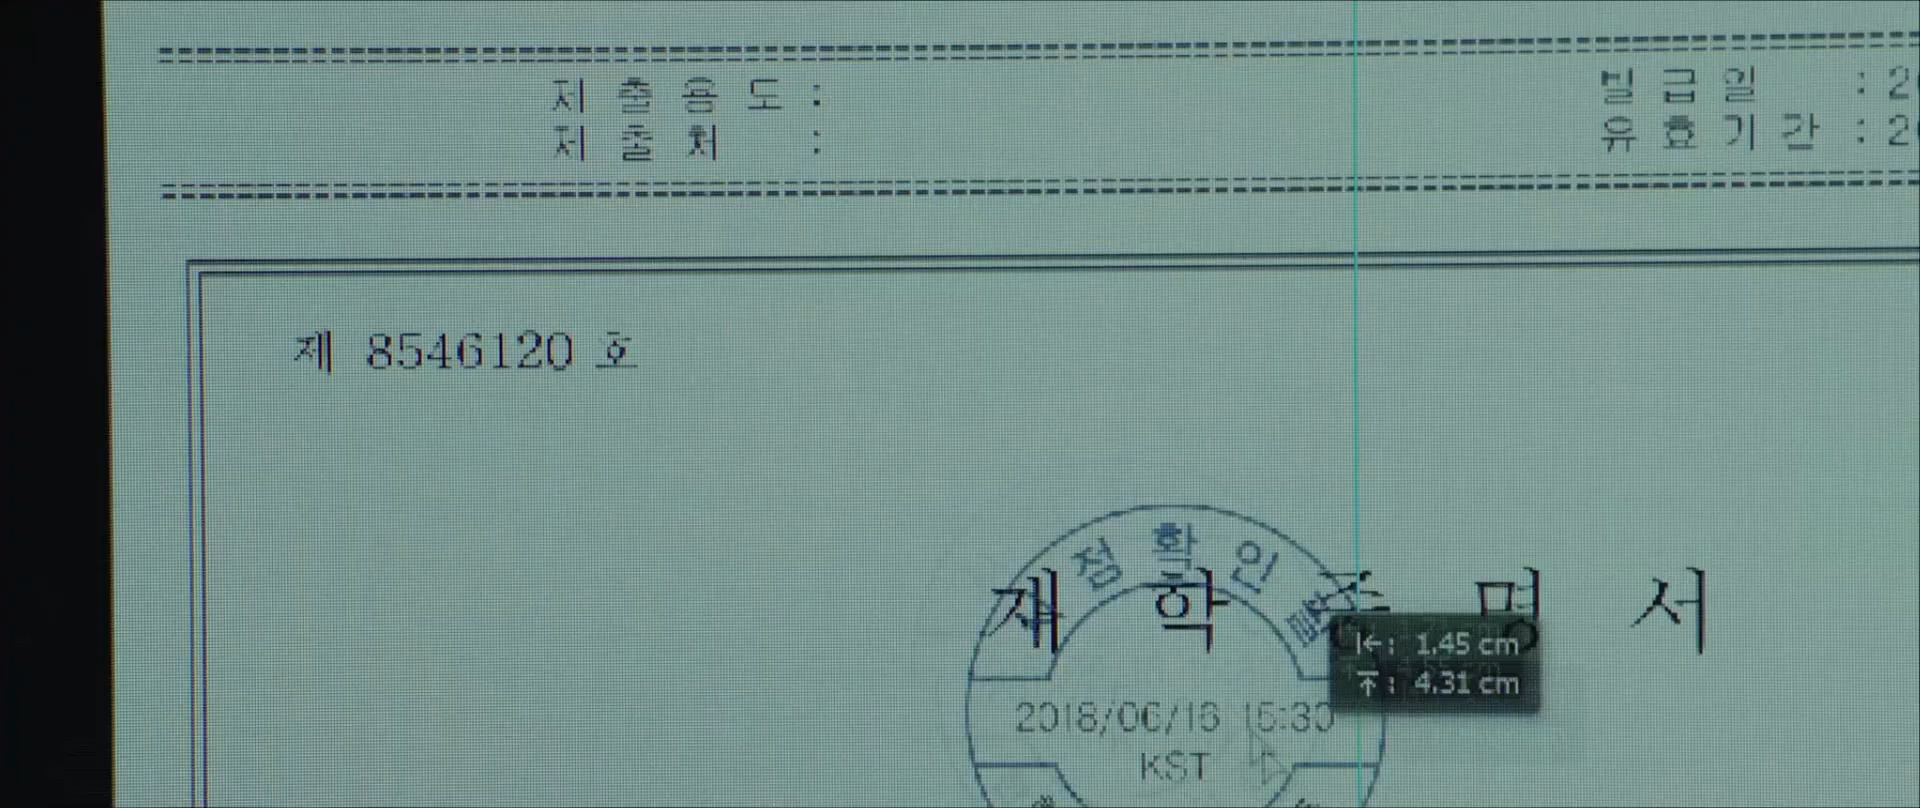 제 출 용 도 :
제 출 처 :
발 급 일 : 2
유 효 기 간 : 2
제 8546120 호
점 확 인
재 학 증 명 서
1.45 cm
4.31 cm
2018/06/16 15:30
KST